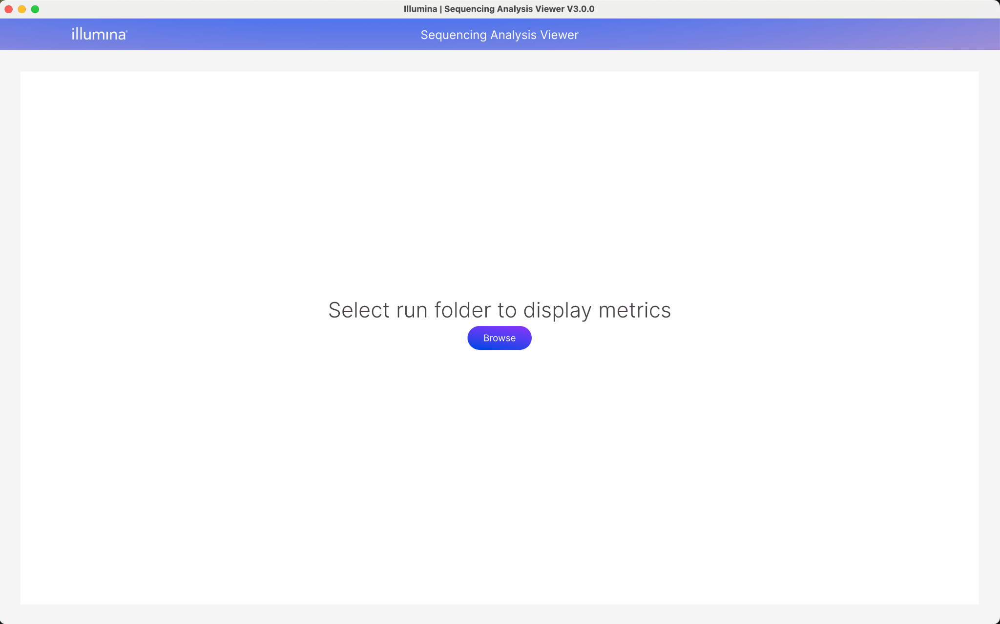 Illumina | Sequencing Analysis Viewer V3.0.0
illumina®
Sequencing Analysis Viewer
Select run folder to display metrics
Browse